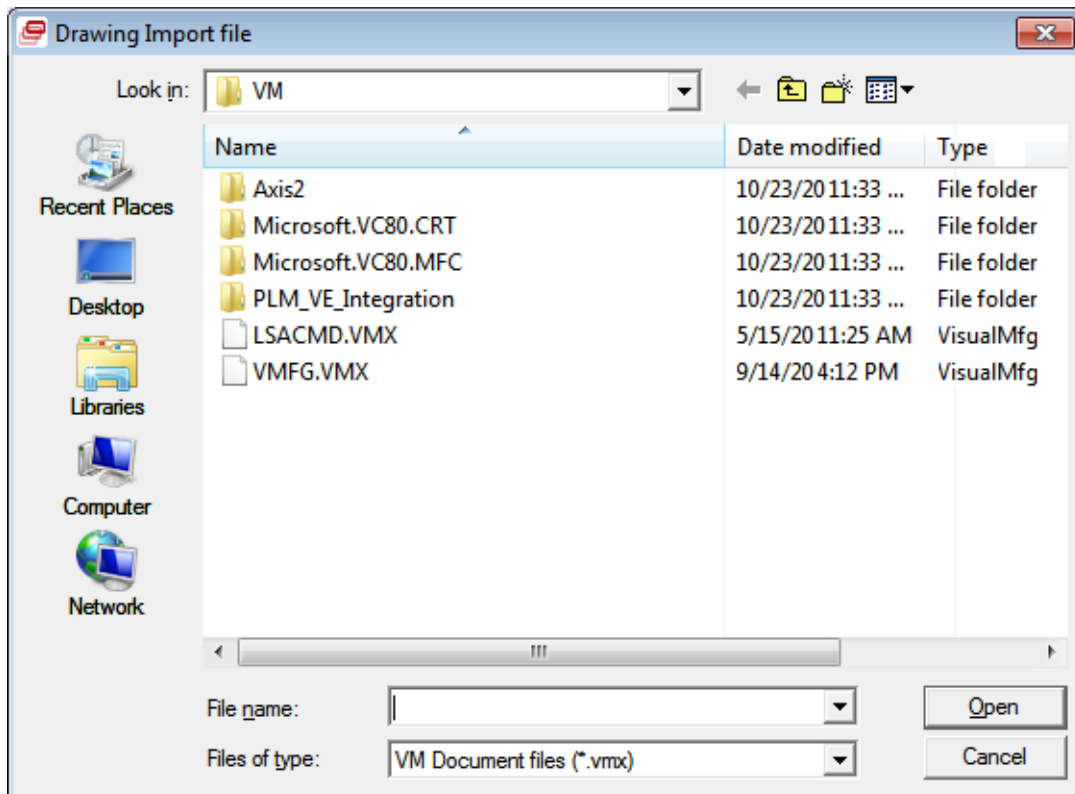 Drawing Import file
Look in: VM
Name Date modified Type
Axis2 10/23/20 11:33 ... File folder
Microsoft.VC80.CRT 10/23/20 11:33 ... File folder
Microsoft.VC80.MFC 10/23/20 11:33 ... File folder
PLM_VE_Integration 10/23/20 11:33 ... File folder
LSACMD.VMX 5/15/20 11:25 AM VisualMfg
VMFG.VMX 9/14/20 4:12 PM VisualMfg
Recent Places
Desktop
Libraries
Computer
Network
File name: Open
Files of type: VM Document files (*.vmx) Cancel